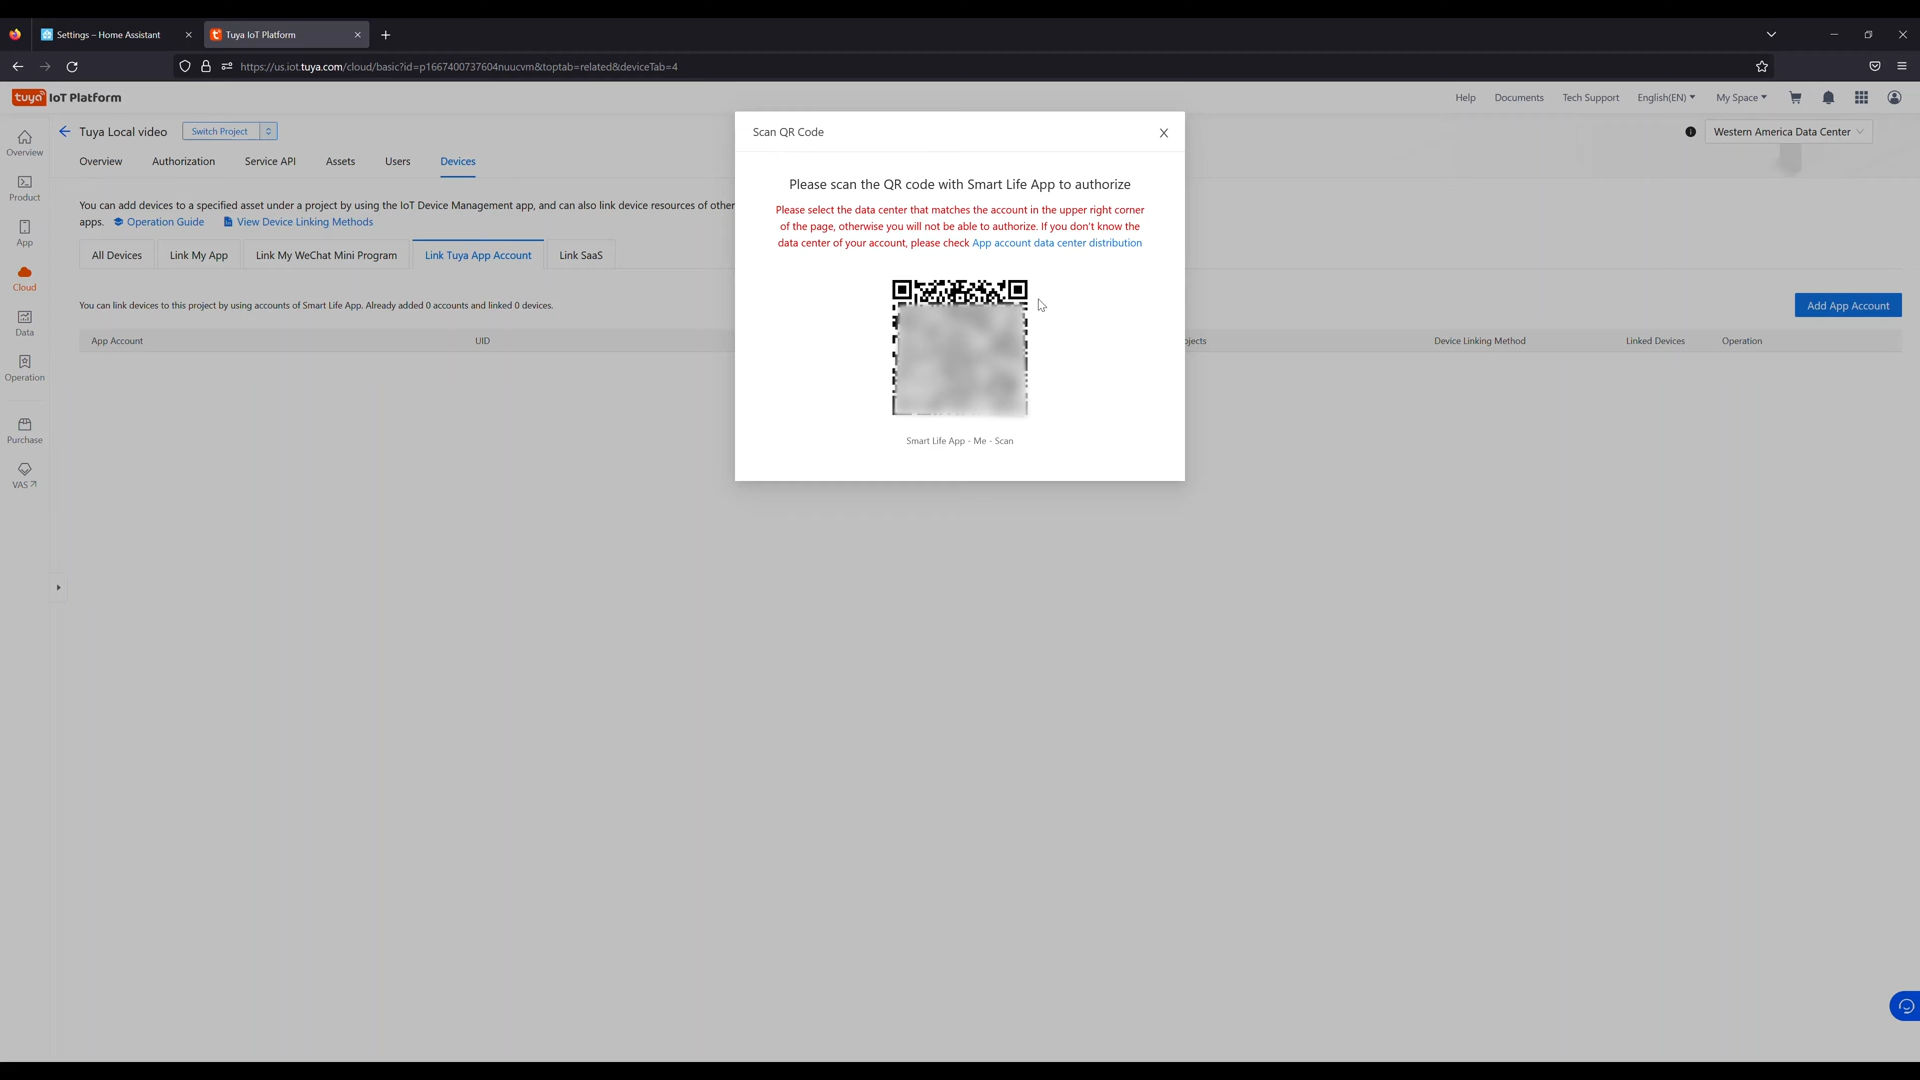 Settings – Home Assistant
Tuya IoT Platform
https://us.iot.tuya.com/cloud/basic?id=p1667400737604nuucvm&toptab=related&deviceTab=4
tuya IoT Platform
Help
Documents
Tech Support
English(EN)
My Space
Tuya Local video
Switch Project
Western America Data Center
Overview
Authorization
Service API
Assets
Users
Devices
Overview
Product
App
Cloud
Data
Operation
Purchase
VAS
You can add devices to a specified asset under a project by using the IoT Device Management app, and can also link device resources of other
apps. Operation Guide View Device Linking Methods
All Devices
Link My App
Link My WeChat Mini Program
Link Tuya App Account
Link SaaS
You can link devices to this project by using accounts of Smart Life App. Already added 0 accounts and linked 0 devices.
Add App Account
App Account
UID
ojects
Device Linking Method
Linked Devices
Operation
Scan QR Code
Please scan the QR code with Smart Life App to authorize
Please select the data center that matches the account in the upper right corner
of the page, otherwise you will not be able to authorize. If you don't know the
data center of your account, please check App account data center distribution
Smart Life App - Me - Scan